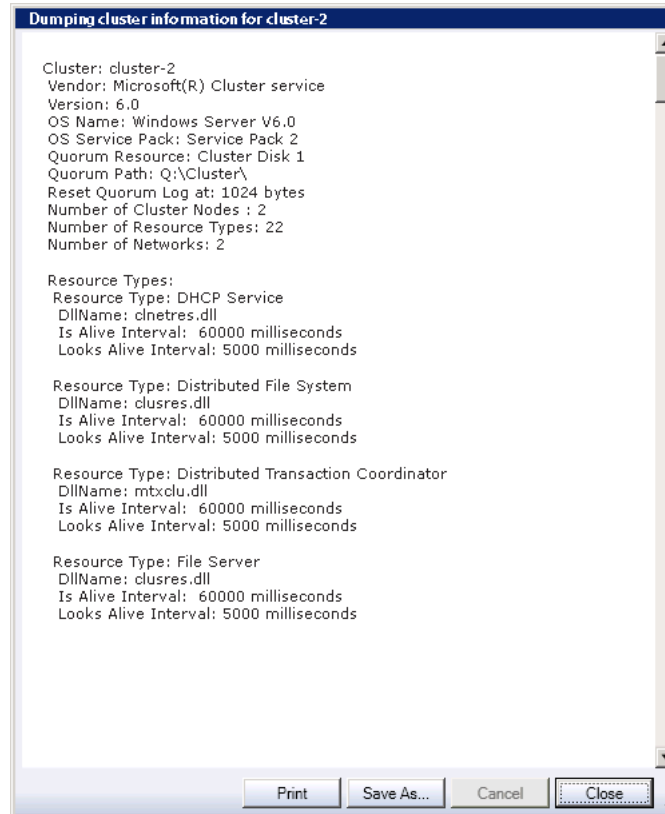 Dumping cluster information for cluster-2
Cluster: cluster-2
Vendor: Microsoft(R) Cluster service
Version: 6.0
OS Name: Windows Server V6.0
OS Service Pack: Service Pack 2
Quorum Resource: Cluster Disk 1
Quorum Path: Q:\Cluster\
Reset Quorum Log at: 1024 bytes
Number of Cluster Nodes : 2
Number of Resource Types: 22
Number of Networks: 2
Resource Types:
Resource Type: DHCP Service
DllName: clnetres.dll
Is Alive Interval:  60000 milliseconds
Looks Alive Interval: 5000 milliseconds
Resource Type: Distributed File System
DllName: clusres.dll
Is Alive Interval:  60000 milliseconds
Looks Alive Interval: 5000 milliseconds
Resource Type: Distributed Transaction Coordinator
DllName: mtxclu.dll
Is Alive Interval:  60000 milliseconds
Looks Alive Interval: 5000 milliseconds
Resource Type: File Server
DllName: clusres.dll
Is Alive Interval:  60000 milliseconds
Looks Alive Interval: 5000 milliseconds
Print Save As... Cancel Close